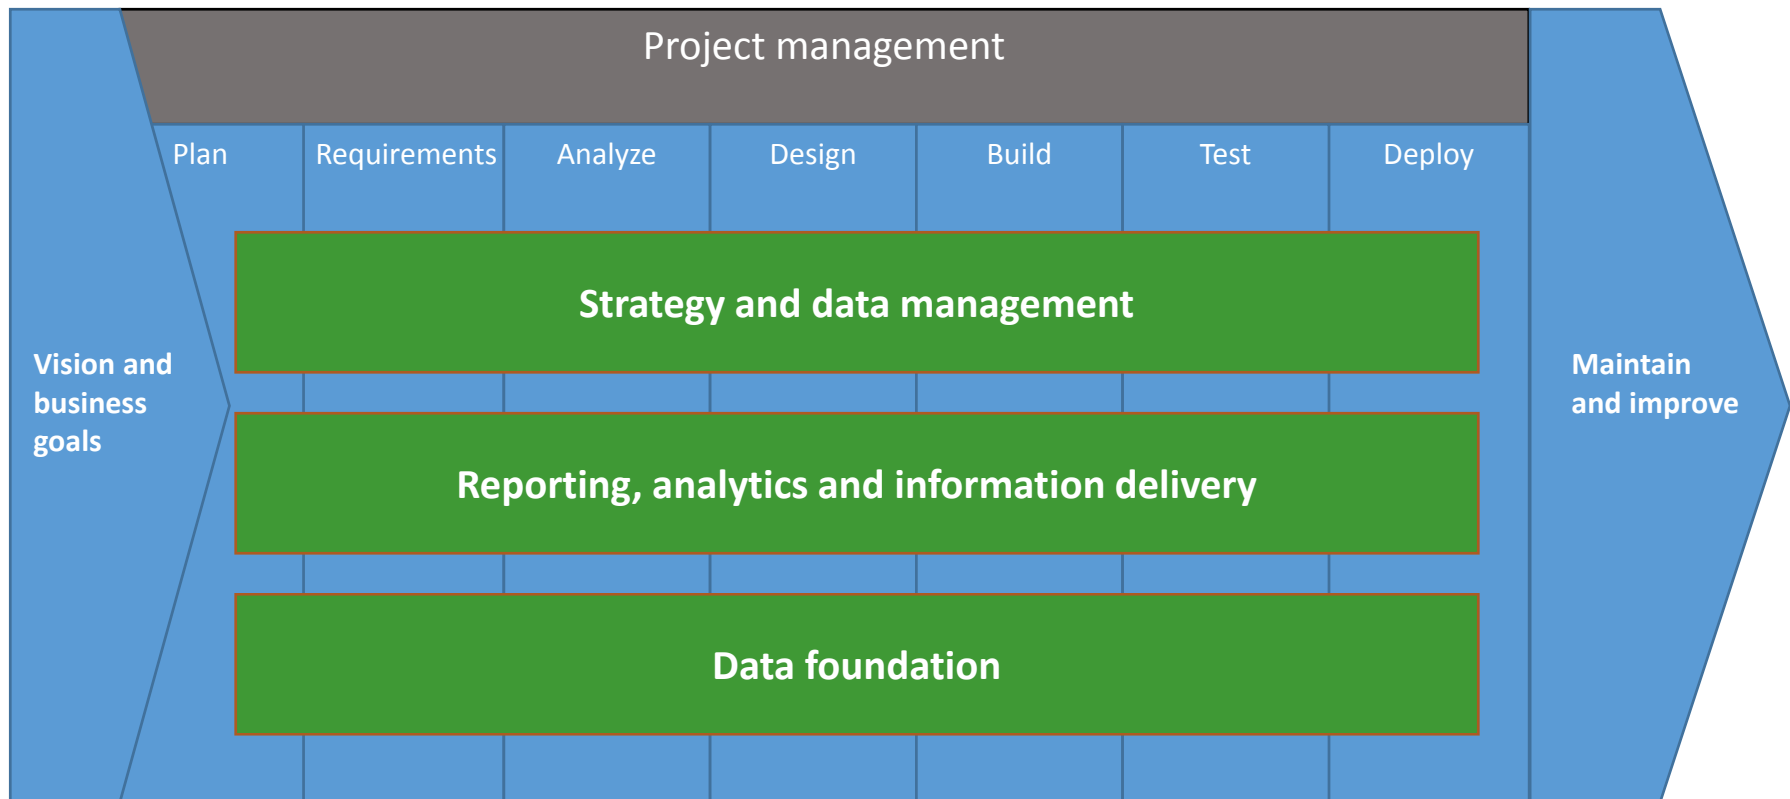 Project management
Plan
Requirements
Analyze
Design
Build
Test
Deploy
Strategy and data management
Vision and
business
goals
Reporting, analytics and information delivery
Data foundation
Maintain
and improve